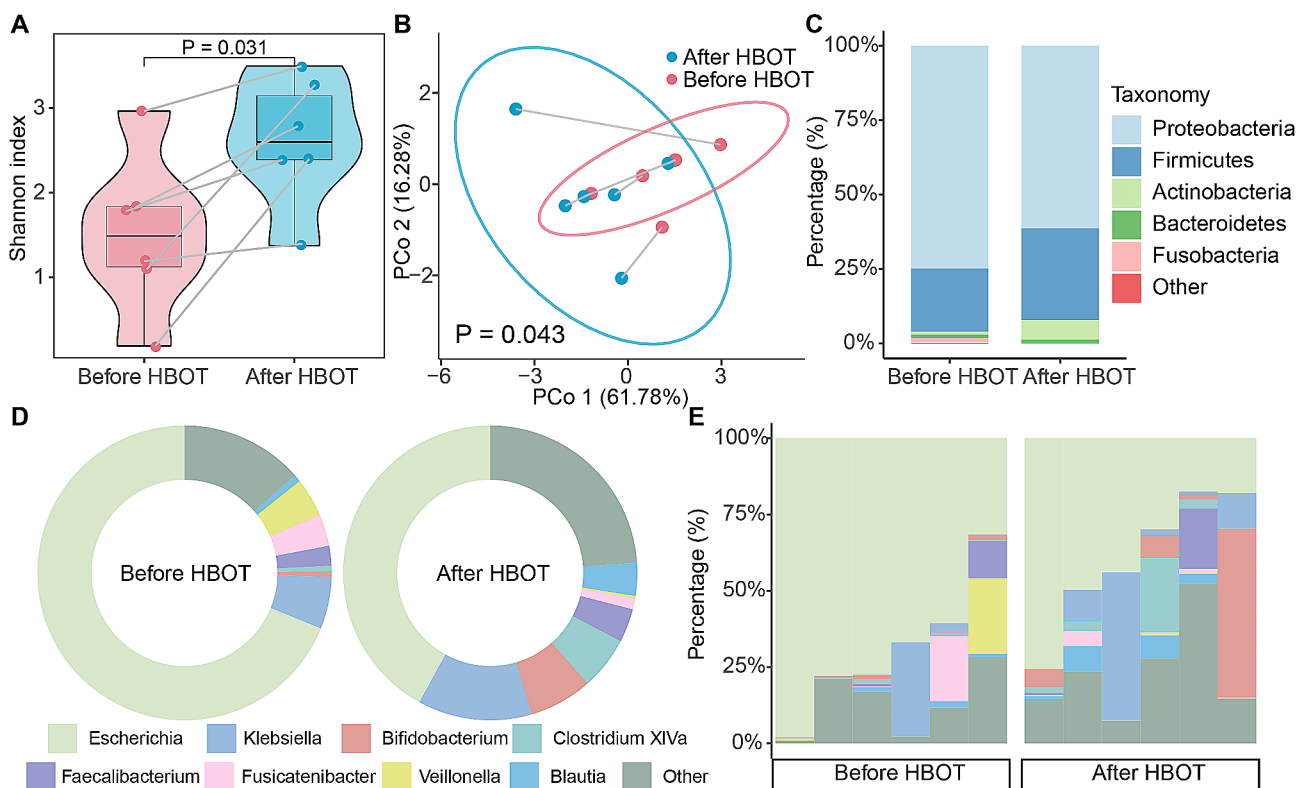 A
P = 0.031
Shannon index
3
2
1
Before HBOT
After HBOT
B
After HBOT
Before HBOT
PCo 2 (16.28%)
2
0
−2
P = 0.043
−6
−3
0
3
PCo 1 (61.78%)
C
Percentage (%)
100%
75%
50%
25%
0%
Before HBOT
After HBOT
Taxonomy
Proteobacteria
Firmicutes
Actinobacteria
Bacteroidetes
Fusobacteria
Other
D
Before HBOT
After HBOT
Escherichia
Klebsiella
Bifidobacterium
Clostridium XIVa
Faecalibacterium
Fusicatenibacter
Veillonella
Blautia
Other
E
Percentage (%)
100%
75%
50%
25%
0%
Before HBOT
After HBOT